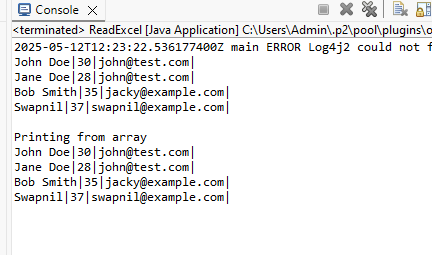 Console
<terminated> ReadExcel [Java Application] C:\Users\Admin\.p2\pool\plugins\o
2025-05-12T12:23:22.536177400Z main ERROR Log4j2 could not f
John Doe|30|john@test.com|
Jane Doe|28|john@test.com|
Bob Smith|35|jacky@example.com|
Swapnil|37|swapnil@example.com|
Printing from array
John Doe|30|john@test.com|
Jane Doe|28|john@test.com|
Bob Smith|35|jacky@example.com|
Swapnil|37|swapnil@example.com|